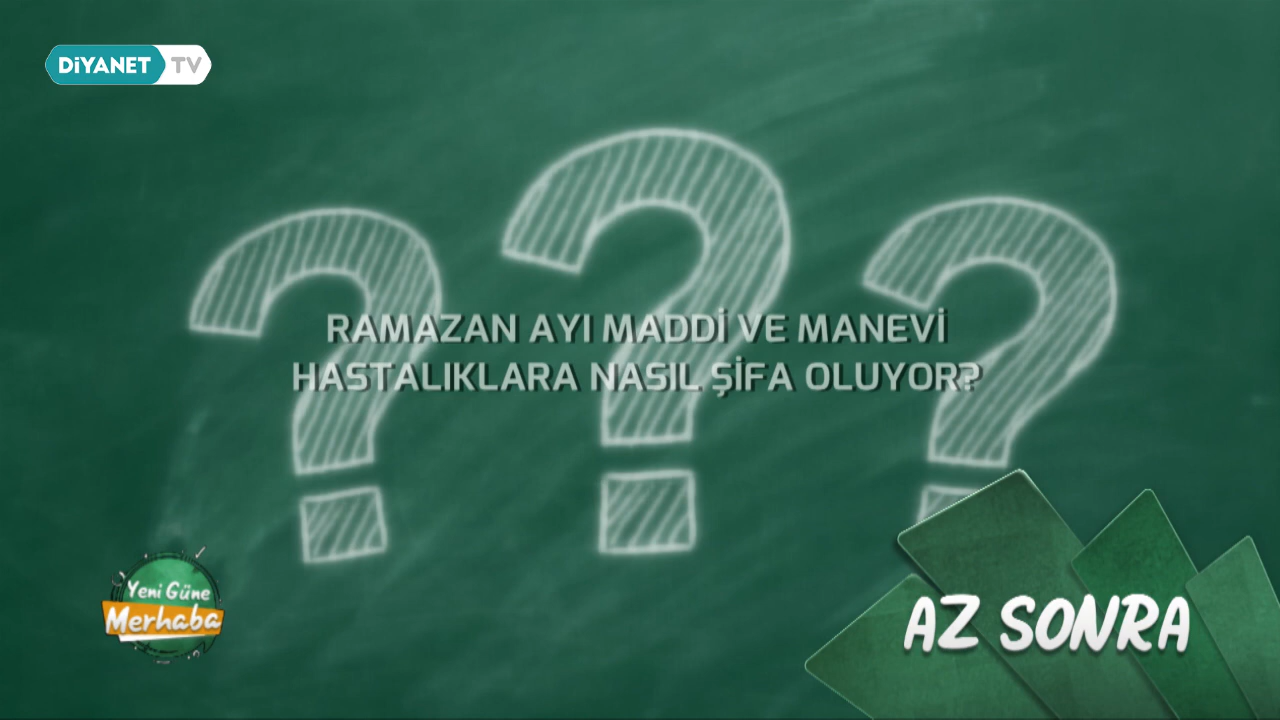 DİYANET TV
RAMAZAN AYI MADDİ VE MANEVİ
HASTALIKLARA NASIL ŞİFA OLUYOR?
Yeni Güne
Merhaba
AZ SONRA